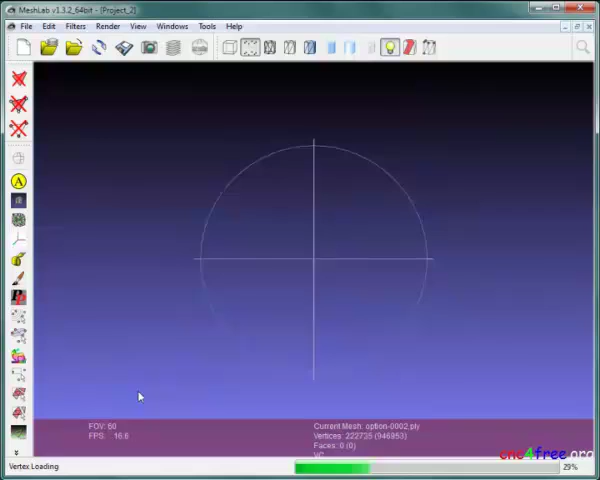 MeshLab v1.3.2_64bit - [Project_2]
File Edit Filters Render View Windows Tools Help
A
FOV: 60
FPS: 16.6
Current Mesh: option-0002.ply
Vertices: 222735 (946953)
Faces: 0 (0)
VC
cnc4free.org
Vertex Loading
29%